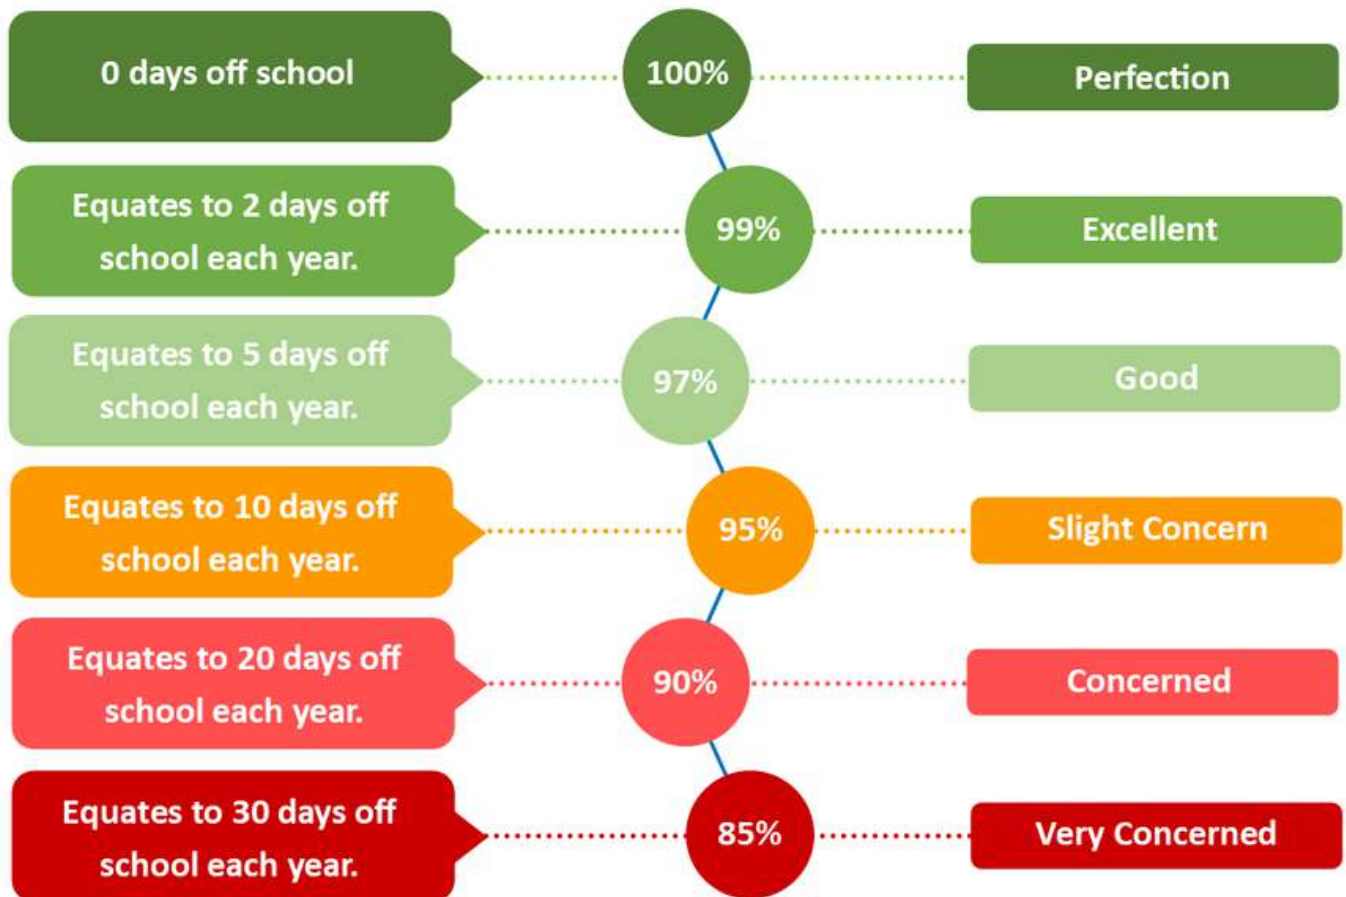 0 days off school
100%
Perfection
Equates to 2 days off
school each year.
99%
Excellent
Equates to 5 days off
school each year.
97%
Good
Equates to 10 days off
school each year.
95%
Slight Concern
Equates to 20 days off
school each year.
90%
Concerned
Equates to 30 days off
school each year.
85%
Very Concerned